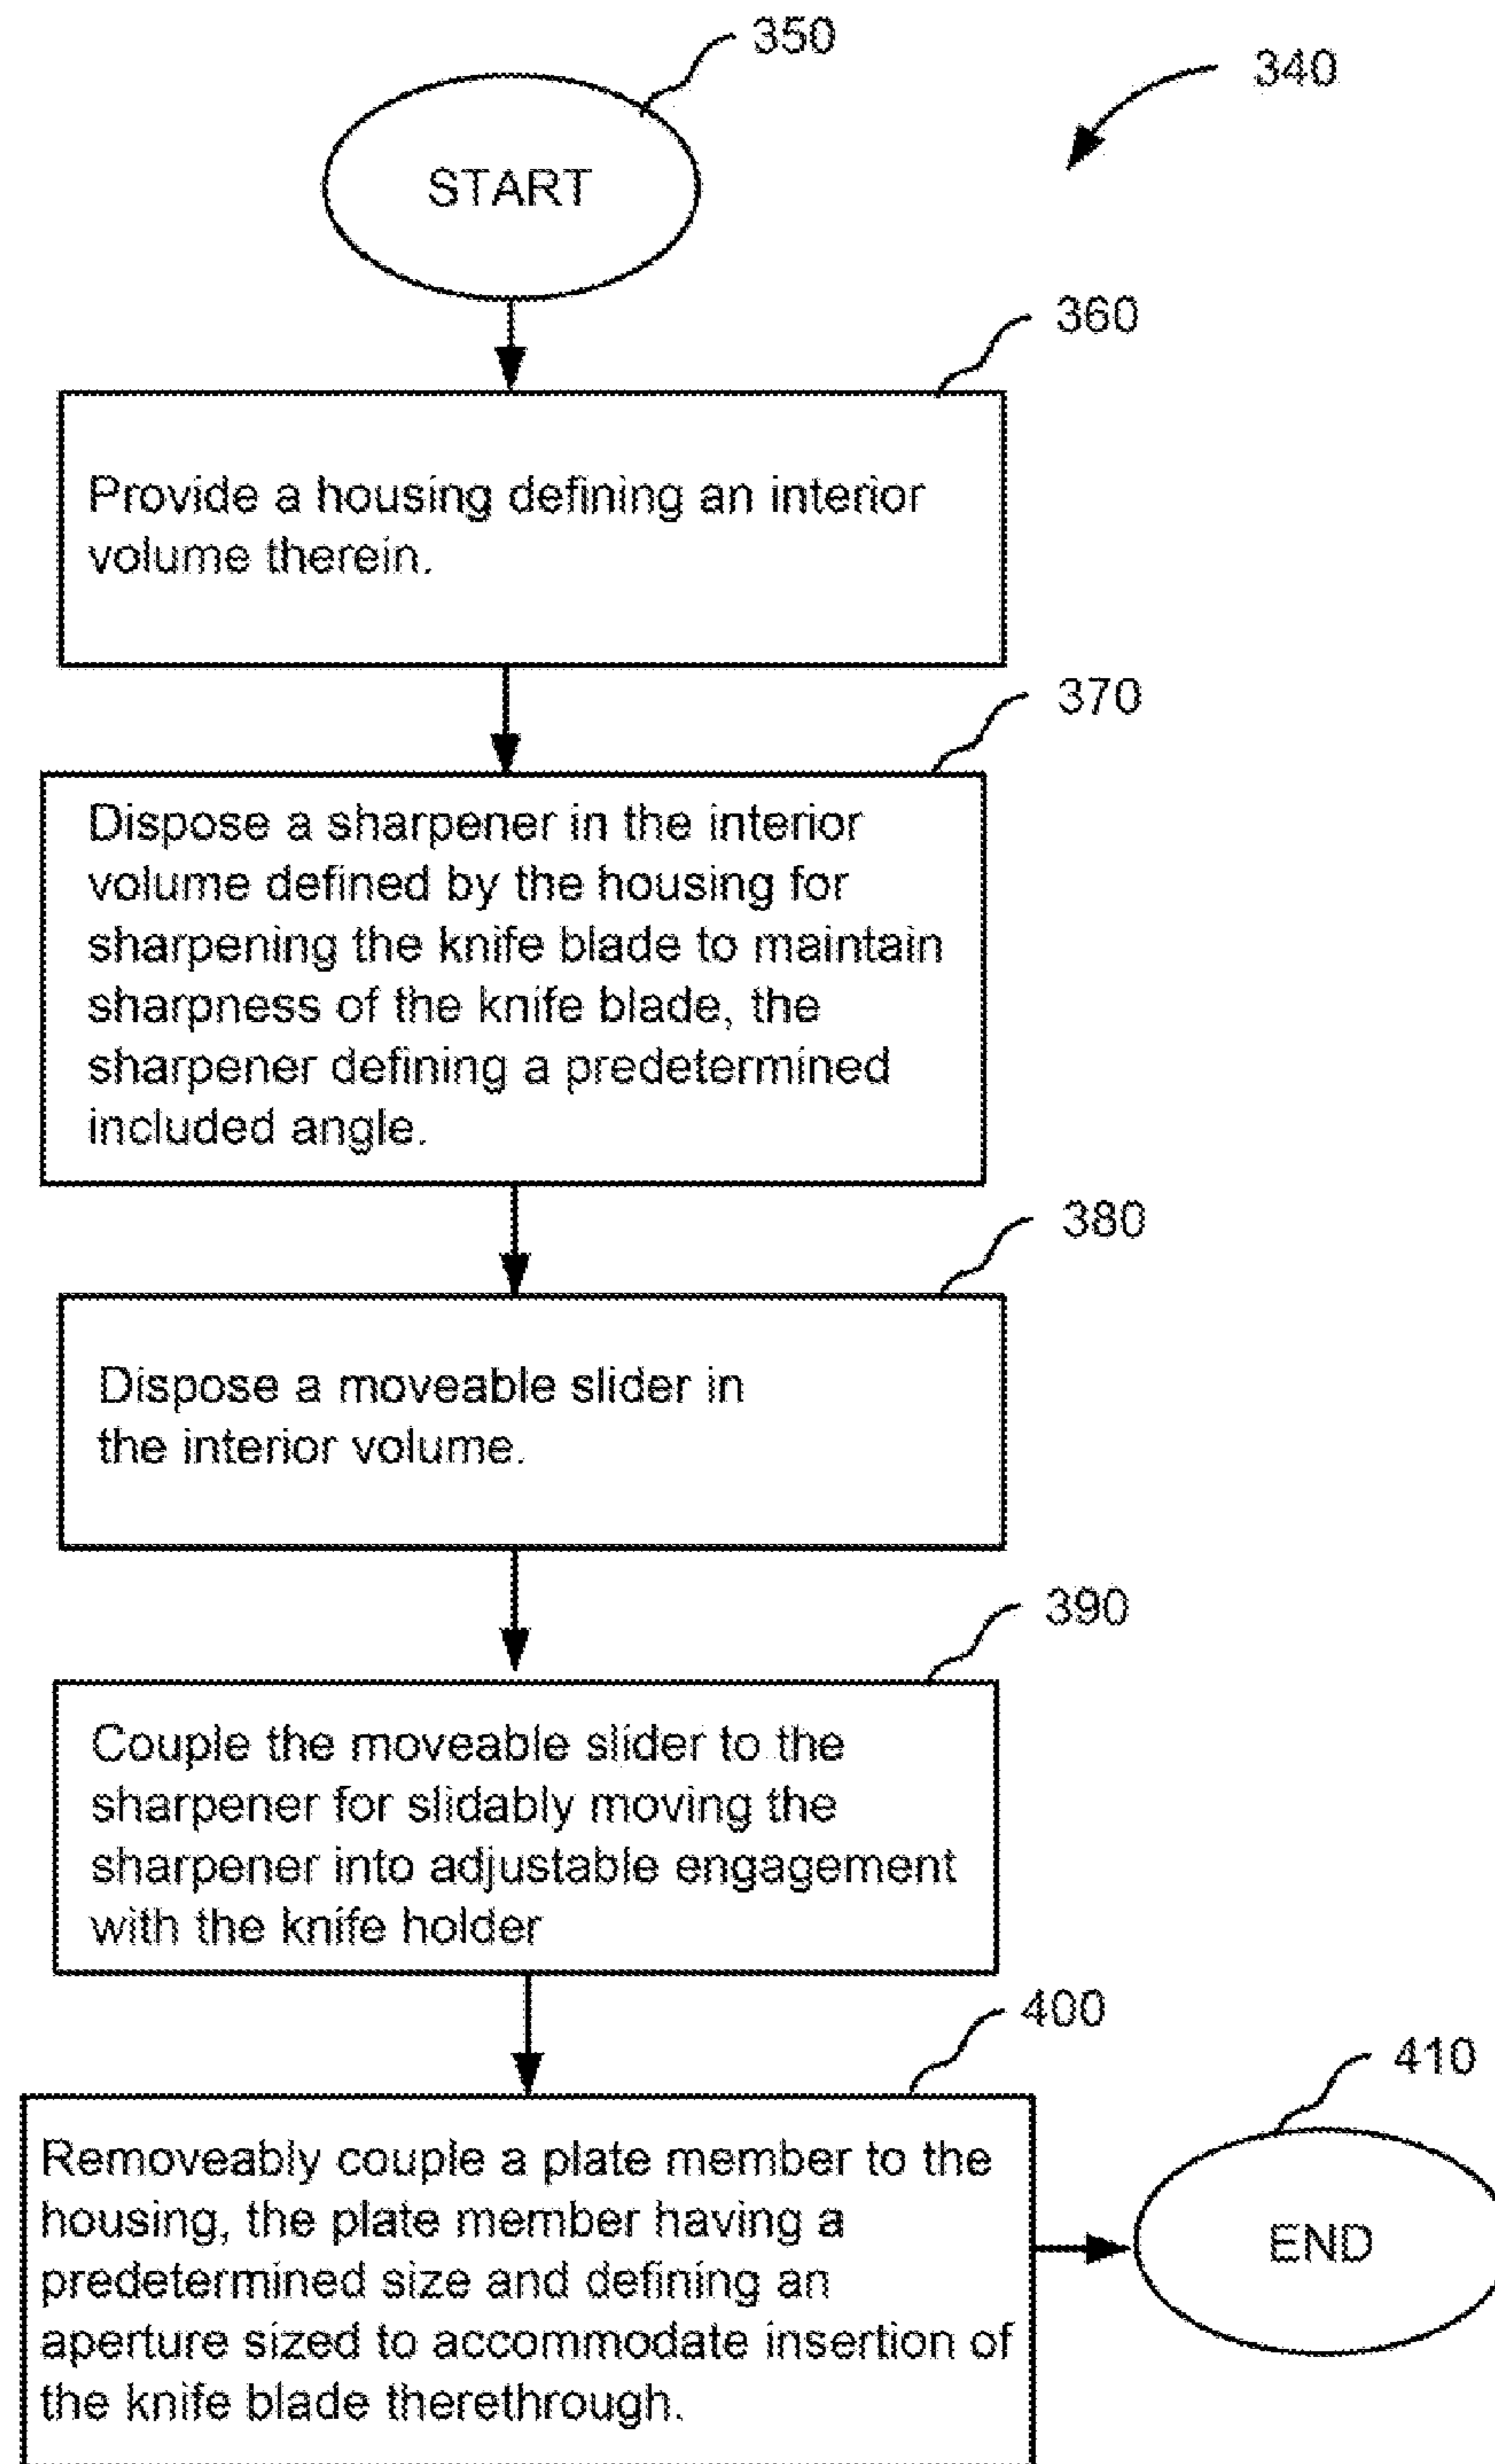 350
340
START
360
Provide a housing defining an interior
volume therein.
370
Dispose a sharpener in the interior
volume defined by the housing for
sharpening the knife blade to maintain
sharpness of the knife blade, the
sharpener defining a predetermined
included angle.
380
Dispose a moveable slider in
the interior volume.
390
Couple the moveable slider to the
sharpener for slidably moving the
sharpener into adjustable engagement
with the knife holder
400
410
Removeably couple a plate member to the
housing, the plate member having a
predetermined size and defining an
aperture sized to accommodate insertion of
the knife blade therethrough.
END